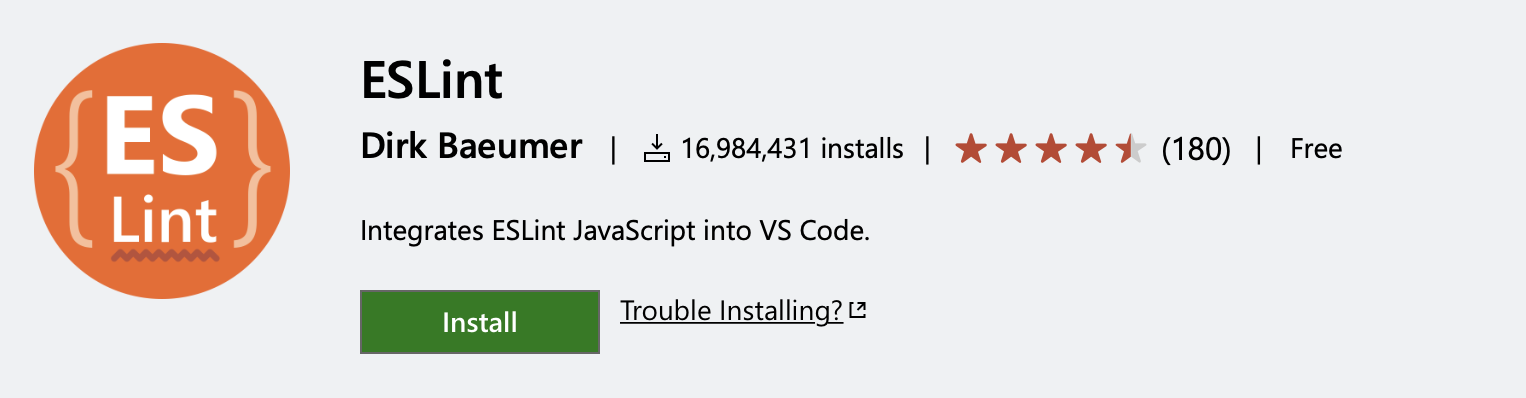 {ES
Lint}
ESLint
Dirk Baeumer | 16,984,431 installs | (180) | Free
Integrates ESLint JavaScript into VS Code.
Install Trouble Installing?